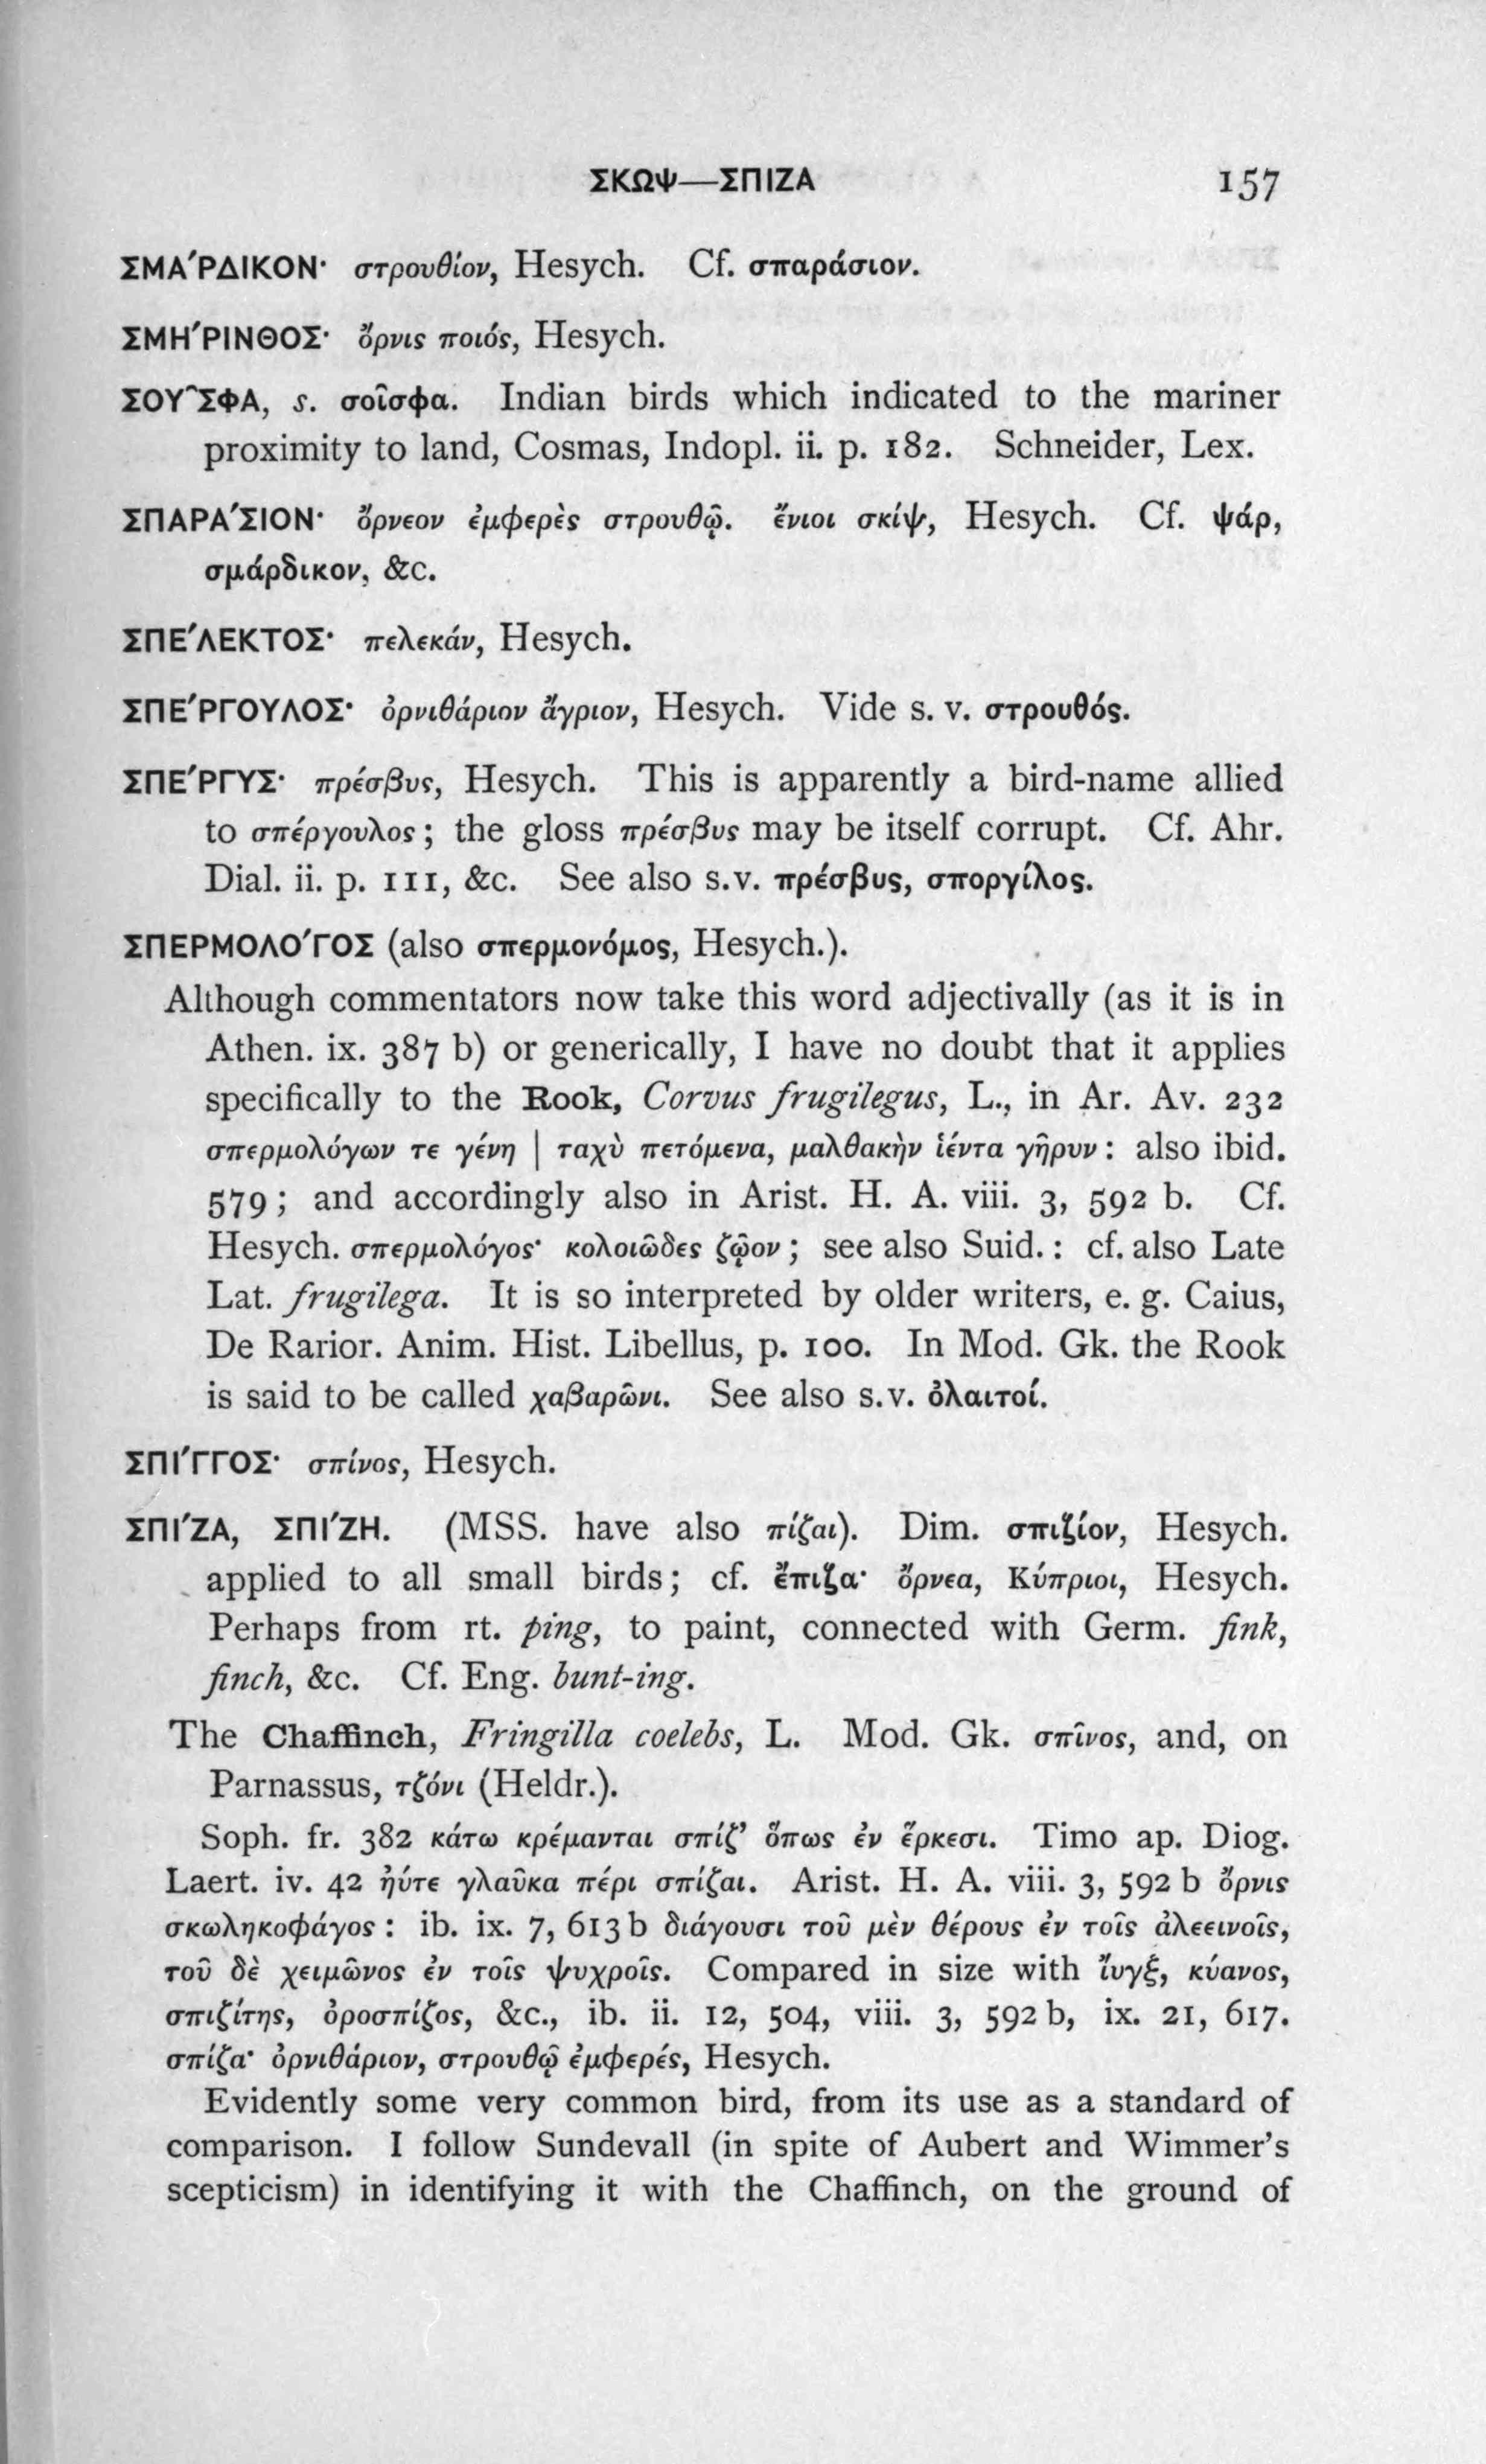 ΣΚΩΨ—ΣΠΙΖΑ 157
ΣΜΑ΄ΡΔΙΚΟΝ· στρουθίον, Hesych. Cf. σπαράσιον.
ΣΜΗ΄ΡΙΝΘΟΣ· ὄρνις ποιός, Hesych.
ΣΟΥ͂ΣΦΑ, s. σοῖσφα. Indian birds which indicated to the mariner
proximity to land, Cosmas, Indopl. ii. p. 182. Schneider, Lex.
ΣΠΑΡΑ΄ΣΙΟΝ· ὄρνεον ἐμφερὲς στρουθῷ. ἔνιοι σκίψ, Hesych. Cf. ψάρ,
σμάρδικον, &c.
ΣΠΕ΄ΛΕΚΤΟΣ· πελεκάν, Hesych.
ΣΠΕ΄ΡΓΟΥΛΟΣ· ὀρνιθάριον ἄγριον, Hesych. Vide s. v. στρουθός.
ΣΠΕ΄ΡΓΥΣ· πρέσβυς, Hesych. This is apparently a bird-name allied
to σπέργουλος; the gloss πρέσβυς may be itself corrupt. Cf. Ahr.
Dial. ii. p. 111, &c. See also s.v. πρέσβυς, σποργίλος.
ΣΠΕΡΜΟΛΟ΄ΓΟΣ (also σπερμονόμος, Hesych.).
Although commentators now take this word adjectivally (as it is in
Athen. ix. 387 b) or generically, I have no doubt that it applies
specifically to the Rook, Corvus frugilegus, L., in Ar. Av. 232
σπερμολόγων τε γένη | ταχὺ πετόμενα, μαλθακὴν ἱέντα γῆρυν: also ibid.
579; and accordingly also in Arist. H. A. viii. 3, 592 b. Cf.
Hesych. σπερμολόγος· κολοιῶδες ζῷον; see also Suid.: cf. also Late
Lat. frugilega. It is so interpreted by older writers, e. g. Caius,
De Rarior. Anim. Hist. Libellus, p. 100. In Mod. Gk. the Rook
is said to be called χαβαρῶνι. See also s.v. ὀλαιτοί.
ΣΠΙ΄ΓΓΟΣ· σπίνος, Hesych.
ΣΠΙ΄ΖΑ, ΣΠΙ΄ΖΗ. (MSS. have also πίζαι). Dim. σπιζίον, Hesych.
applied to all small birds; cf. ἔπιζα· ὄρνεα, Κύπριοι, Hesych.
Perhaps from rt. ping, to paint, connected with Germ. fink,
finch, &c. Cf. Eng. bunt-ing.
The Chaffinch, Fringilla coelebs, L. Mod. Gk. σπῖνος, and, on
Parnassus, τζόνι (Heldr.).
Soph. fr. 382 κάτω κρέμανται σπίζ' ὅπως ἐν ἕρκεσι. Timo ap. Diog.
Laert. iv. 42 ἠύτε γλαῦκα πέρι σπίζαι. Arist. H. A. viii. 3, 592 b ὄρνις
σκωληκοφάγος: ib. ix. 7, 613 b διάγουσι τοῦ μὲν θέρους ἐν τοῖς ἀλεεινοῖς,
τοῦ δὲ χειμῶνος ἐν τοῖς ψυχροῖς. Compared in size with ἴυγξ, κύανος,
σπιζίτης, ὀροσπίζος, &c., ib. ii. 12, 504, viii. 3, 592 b, ix. 21, 617.
σπίζα· ὀρνιθάριον, στρουθῷ ἐμφερές, Hesych.
Evidently some very common bird, from its use as a standard of
comparison. I follow Sundevall (in spite of Aubert and Wimmer's
scepticism) in identifying it with the Chaffinch, on the ground of